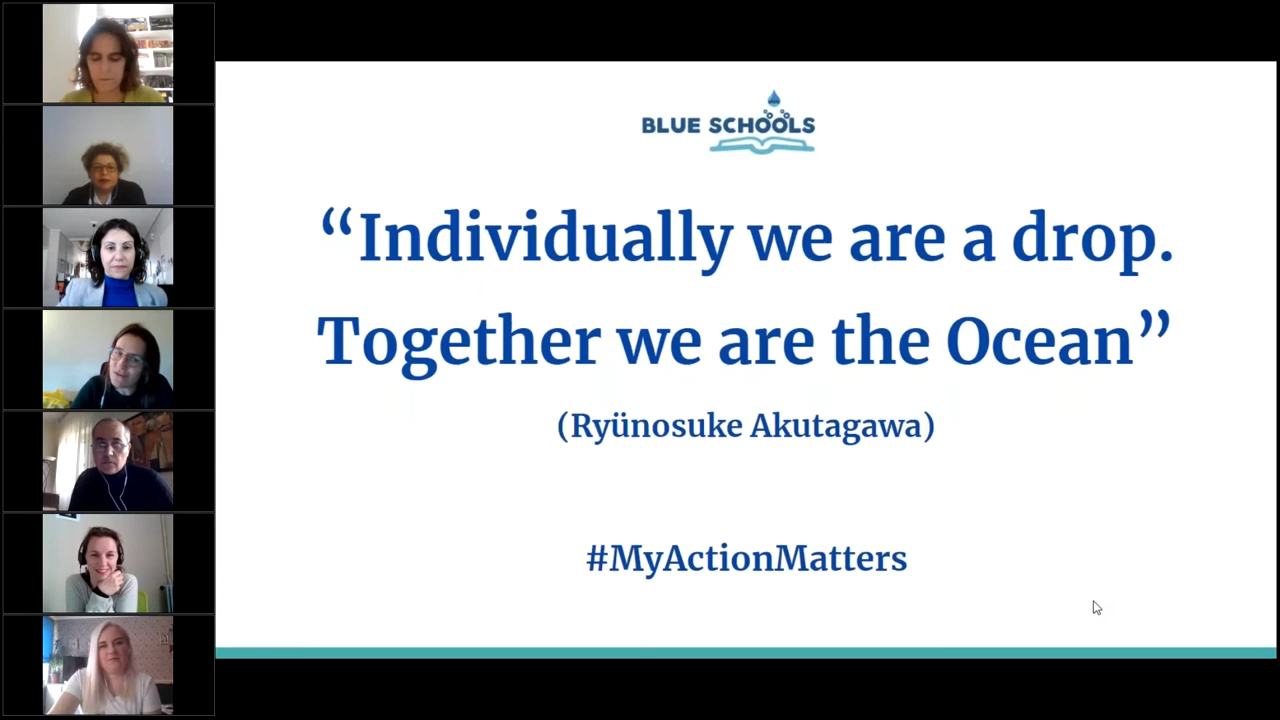 BLUE SCHOOLS
“Individually we are a drop.
Together we are the Ocean”
(Ryünosuke Akutagawa)
#MyActionMatters